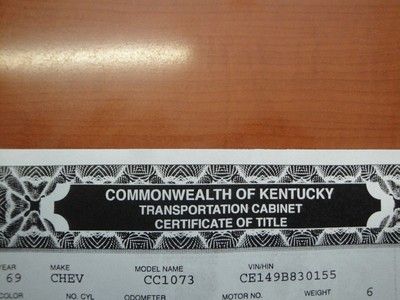 COMMONWEALTH OF KENTUCKY
TRANSPORTATION CABINET
CERTIFICATE OF TITLE
YEAR MAKE MODEL NAME VIN/HIN
69 CHEV CC1073 CE149B830155
COLOR NO. CYL ODOMETER MOTOR NO. WEIGHT 6